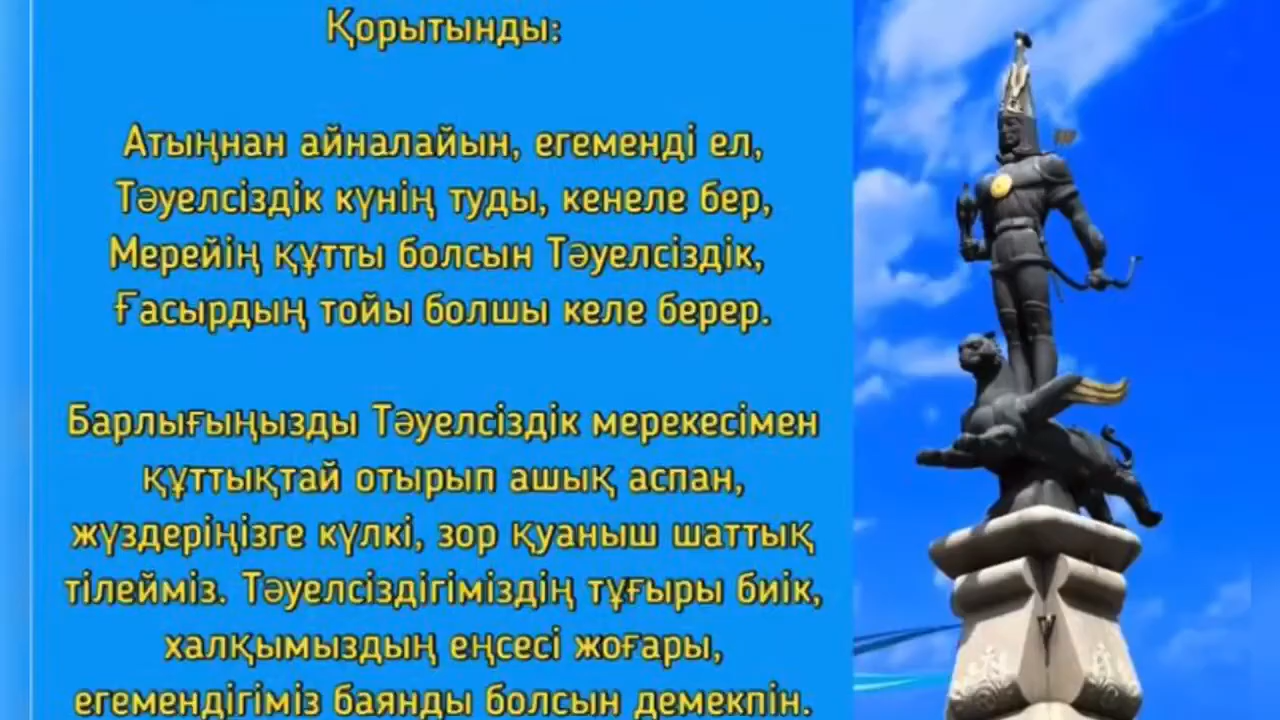 Қорытынды:
Атыңнан айналайын, егеменді ел,
Тәуелсіздік күнің туды, кенеле бер,
Мерейің құтты болсын Тәуелсіздік,
Ғасырдың тойы болшы келе берер.
Барлығыңызды Тәуелсіздік мерекесімен
құттықтай отырып ашық аспан,
жүздеріңізге күлкі, зор қуаныш шаттық
тілейміз. Тәуелсіздігіміздің тұғыры биік,
халқымыздың еңсесі жоғары,
егемендігіміз баянды болсын демекпін.